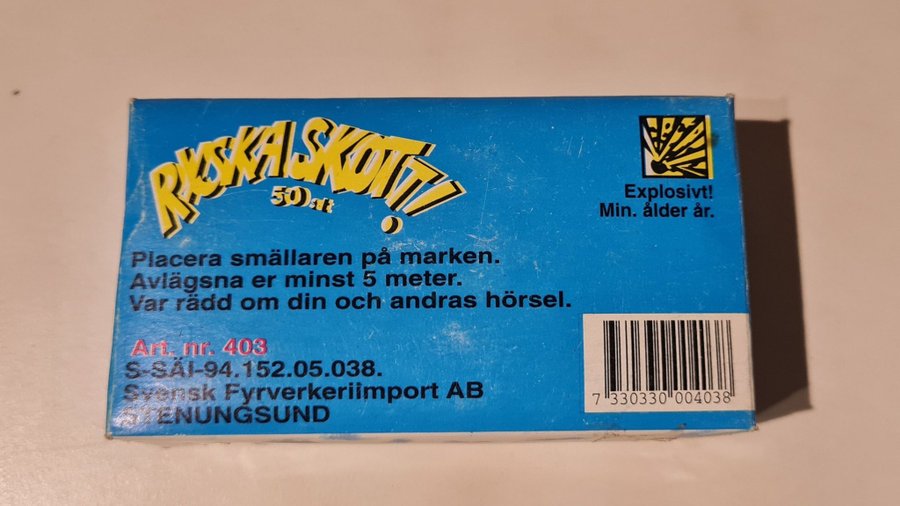 RYSKA SKOTT!
50 st
Explosivt!
Min. ålder år.
Placera smällaren på marken.
Avlägsna er minst 5 meter.
Var rädd om din och andras hörsel.
Art. nr. 403
S-SÄI-94.152.05.038.
Svensk Fyrverkeriimport AB
STENUNGSUND
7 330330 004038